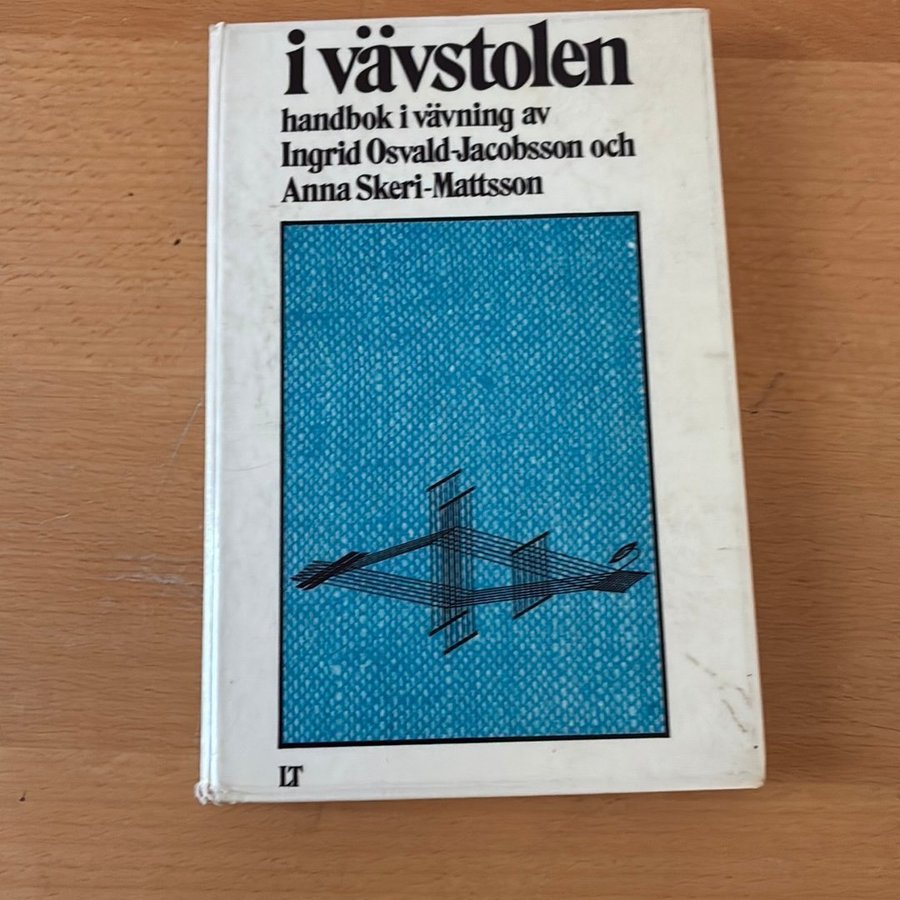 i vävstolen
handbok i vävning av
Ingrid Osvald-Jacobsson och
Anna Skeri-Mattsson
LT